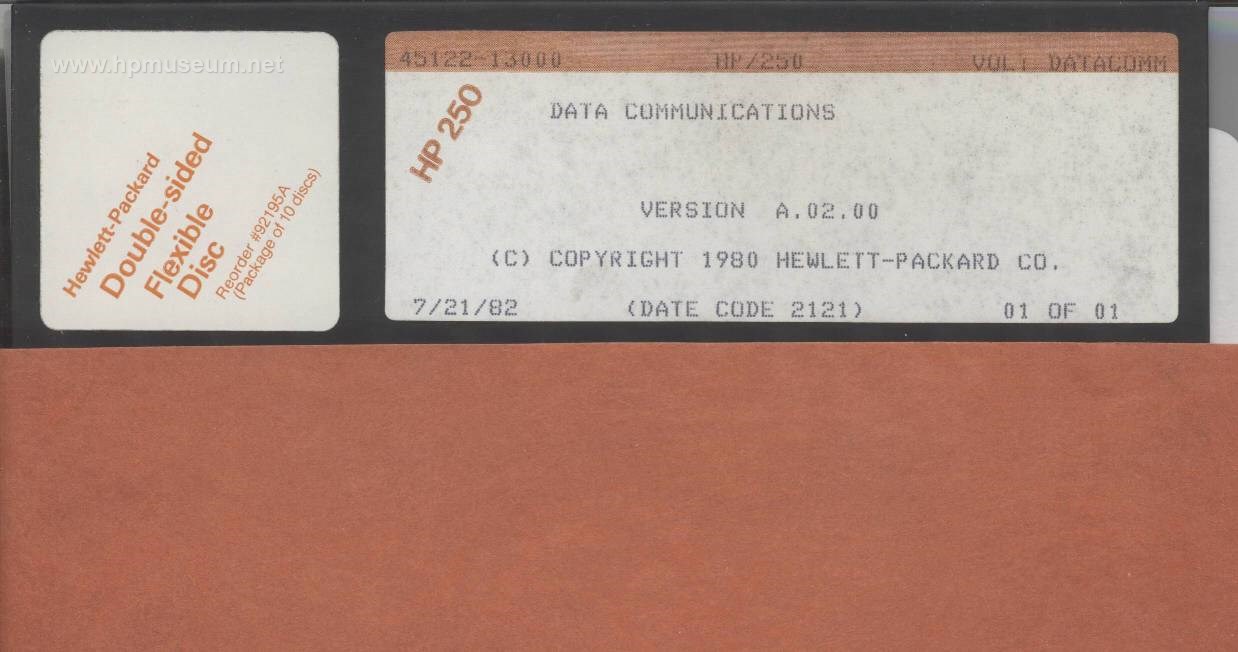 www.hpmuseum.net
Hewlett-Packard
Double-sided
Flexible
Disc
Reorder #92195A
(Package of 10 discs)
45122-13000 HP/250 VOL: DATACOMM
HP 250
DATA COMMUNICATIONS
VERSION A.02.00
(C) COPYRIGHT 1980 HEWLETT-PACKARD CO.
7/21/82 (DATE CODE 2121) 01 OF 01